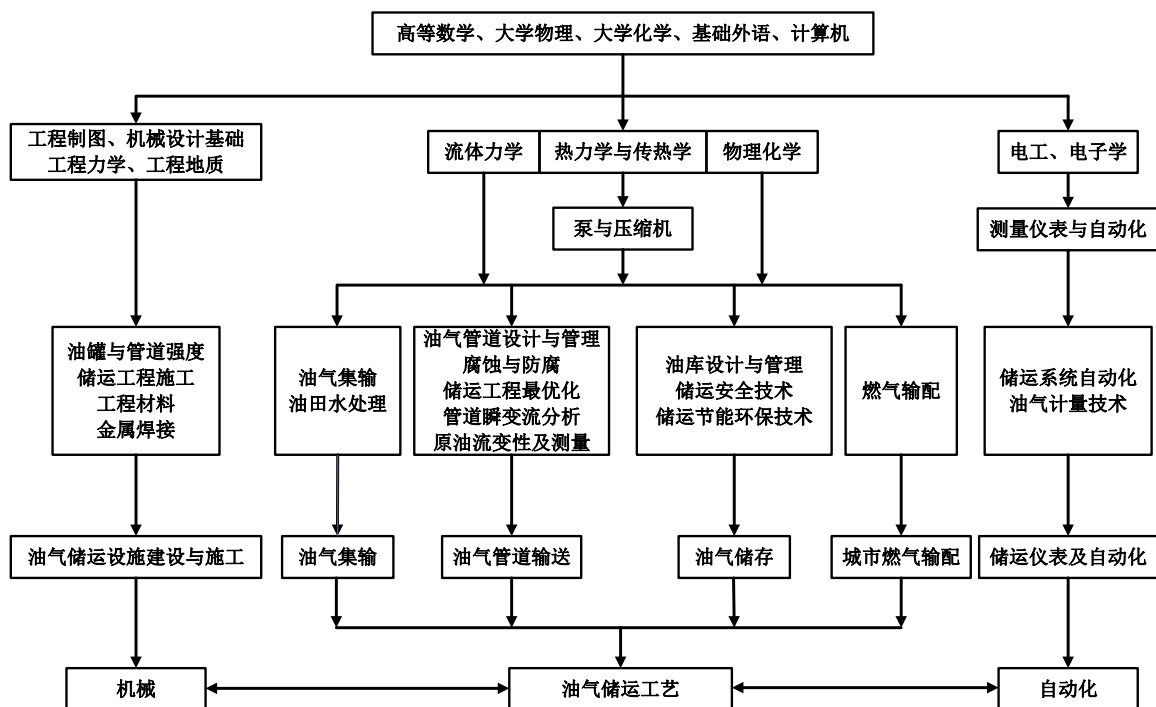 高等数学、大学物理、大学化学、基础外语、计算机
工程制图、机械设计基础
工程力学、工程地质
流体力学
热力学与传热学
物理化学
电工、电子学
泵与压缩机
测量仪表与自动化
油罐与管道强度
储运工程施工
工程材料
金属焊接
油气集输
油田水处理
油气管道设计与管理
腐蚀与防腐
储运工程最优化
管道瞬变流分析
原油流变性及测量
油库设计与管理
储运安全技术
储运节能环保技术
燃气输配
储运系统自动化
油气计量技术
油气储运设施建设与施工
油气集输
油气管道输送
油气储存
城市燃气输配
储运仪表及自动化
机械
油气储运工艺
自动化